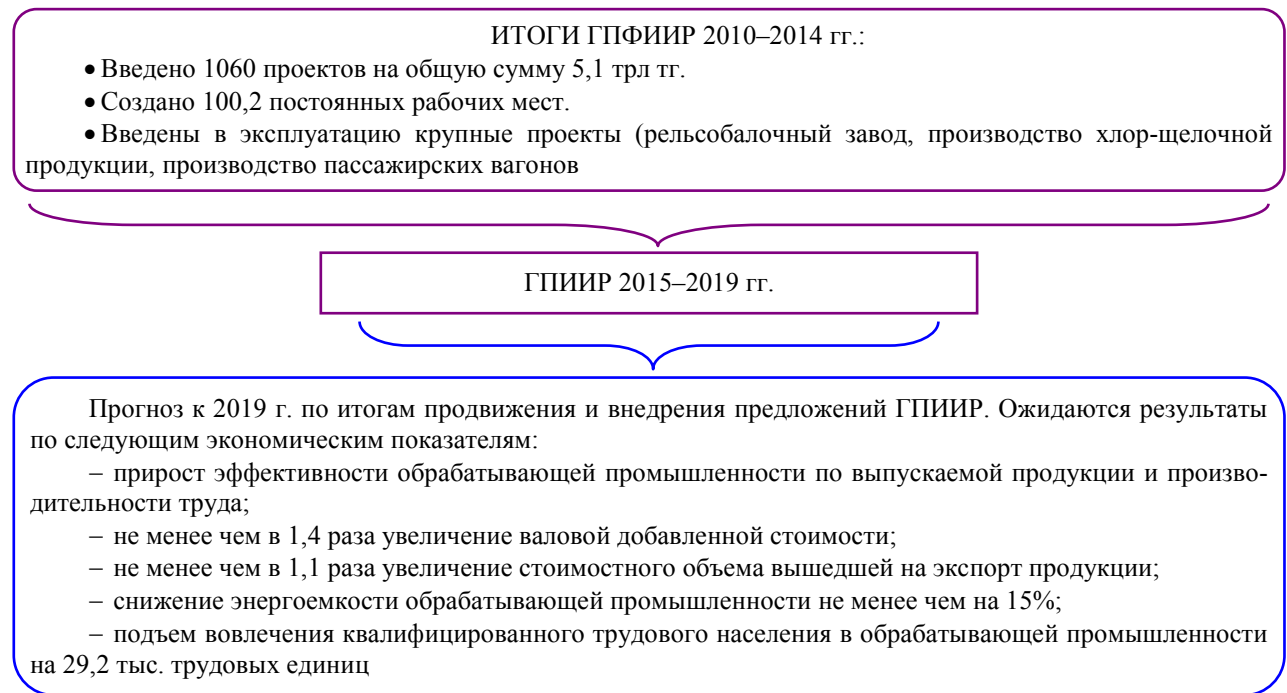 ИТОГИ ГПФИИР 2010–2014 гг.:
• Введено 1060 проектов на общую сумму 5,1 трл тг.
• Создано 100,2 постоянных рабочих мест.
• Введены в эксплуатацию крупные проекты (рельсобалочный завод, производство хлор-щелочной
продукции, производство пассажирских вагонов
ГПИИР 2015–2019 гг.
Прогноз к 2019 г. по итогам продвижения и внедрения предложений ГПИИР. Ожидаются результаты
по следующим экономическим показателям:
− прирост эффективности обрабатывающей промышленности по выпускаемой продукции и произво-
дительности труда;
− не менее чем в 1,4 раза увеличение валовой добавленной стоимости;
− не менее чем в 1,1 раза увеличение стоимостного объема вышедшей на экспорт продукции;
− снижение энергоемкости обрабатывающей промышленности не менее чем на 15%;
− подъем вовлечения квалифицированного трудового населения в обрабатывающей промышленности
на 29,2 тыс. трудовых единиц